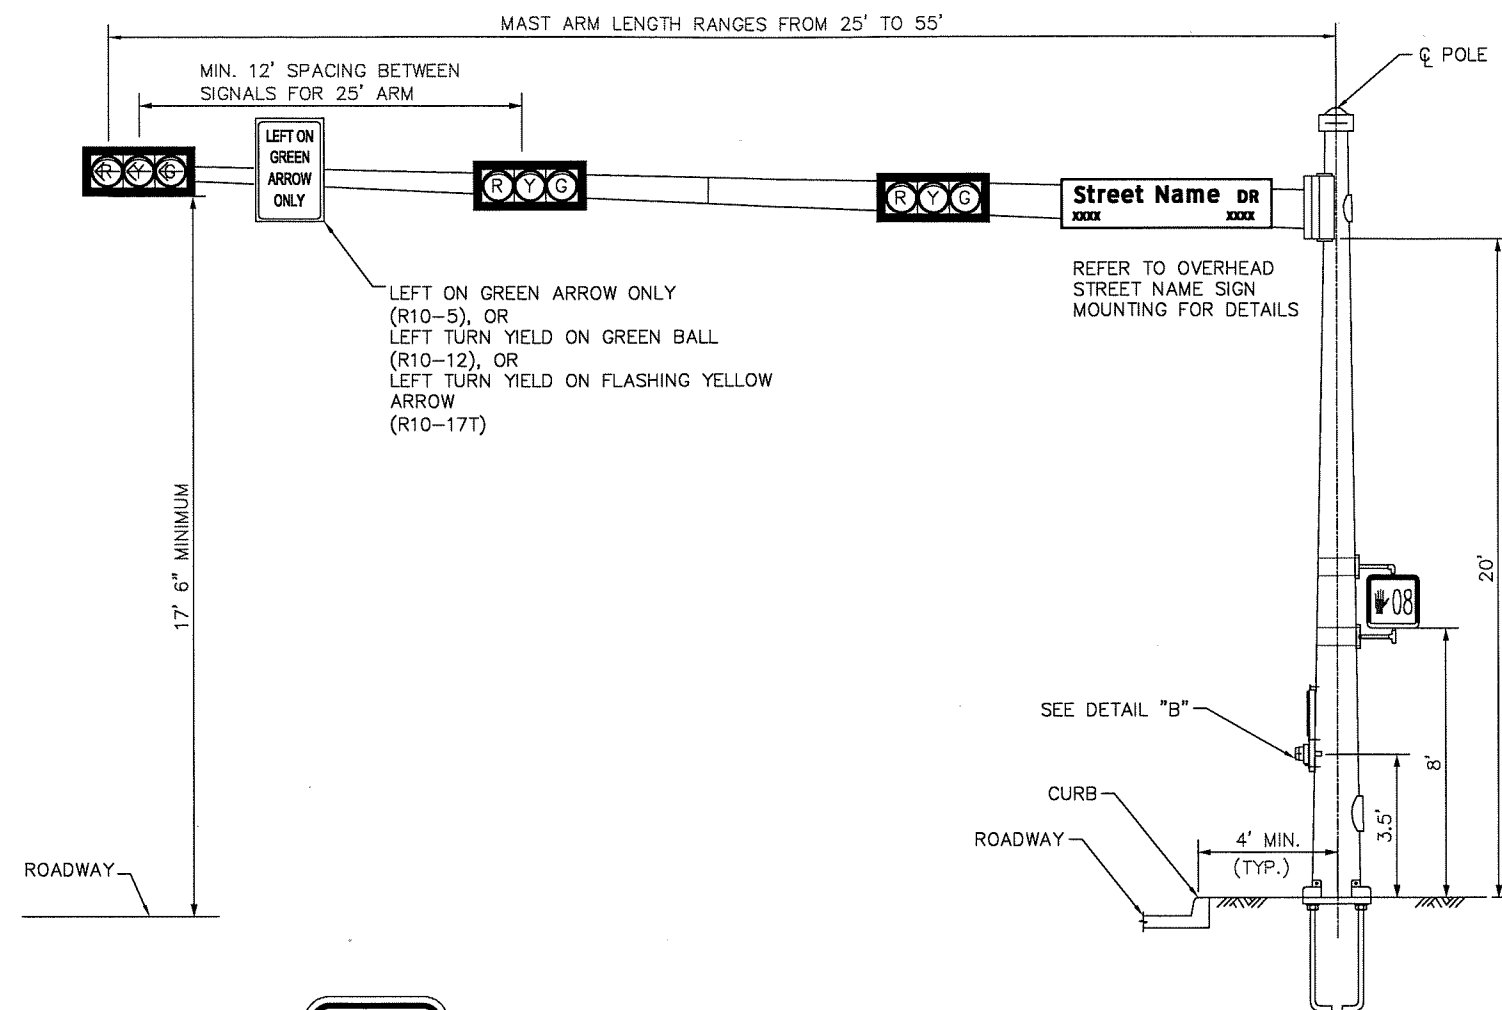 MAST ARM LENGTH RANGES FROM 25' TO 55'
℄ POLE
MIN. 12' SPACING BETWEEN
SIGNALS FOR 25' ARM
R Y G
LEFT ON
GREEN
ARROW
ONLY
R Y G
R Y G
Street Name DR
XXXX XXXX
REFER TO OVERHEAD
STREET NAME SIGN
MOUNTING FOR DETAILS
LEFT ON GREEN ARROW ONLY
(R10-5), OR
LEFT TURN YIELD ON GREEN BALL
(R10-12), OR
LEFT TURN YIELD ON FLASHING YELLOW
ARROW
(R10-17T)
17' 6" MINIMUM
20'
08
SEE DETAIL "B"
8'
3.5'
CURB
ROADWAY
4' MIN.
(TYP.)
ROADWAY